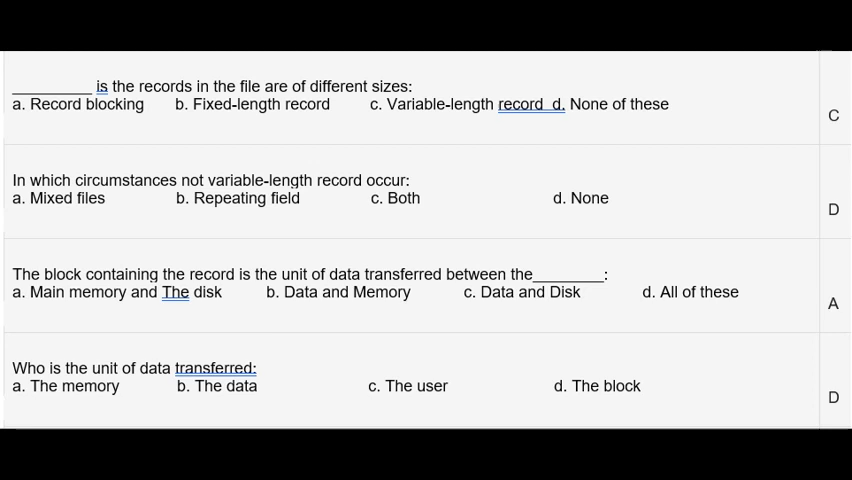 __________ is the records in the file are of different sizes:
a. Record blocking b. Fixed-length record c. Variable-length record d. None of these
C
In which circumstances not variable-length record occur:
a. Mixed files b. Repeating field c. Both d. None
D
The block containing the record is the unit of data transferred between the_________:
a. Main memory and The disk b. Data and Memory c. Data and Disk d. All of these
A
Who is the unit of data transferred:
a. The memory b. The data c. The user d. The block
D